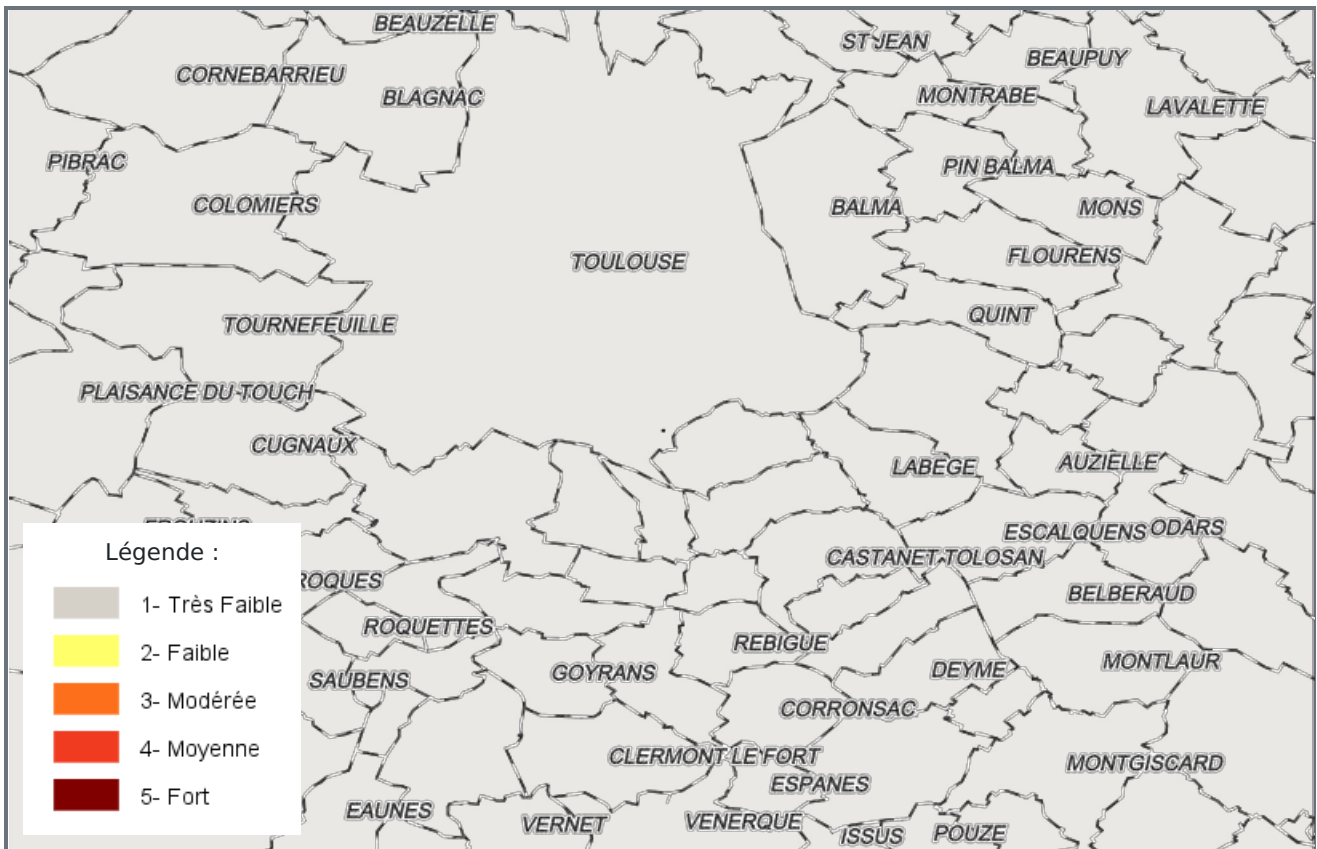 BEAUZELLE
ST JEAN
BEAUPUY
CORNEBARRIEU
BLAGNAC
MONTRABE
LAVALETTE
PIBRAC
PIN BALMA
COLOMIERS
BALMA
MONS
TOULOUSE
FLOURENS
TOURNEFEUILLE
QUINT
PLAISANCE DU TOUCH
CUGNAUX
LABEGE
AUZIELLE
ESCALQUENS
ODARS
CASTANET TOLOSAN
ROQUES
BELBERAUD
ROQUETTES
REBIGUE
GOYRANS
DEYME
MONTLAUR
SAUBENS
CORRONSAC
CLERMONT LE FORT
MONTGISCARD
ESPANES
EAUNES
VERNET
VENERQUE
ISSUS
POUZE
Légende :
1- Très Faible
2- Faible
3- Modérée
4- Moyenne
5- Fort